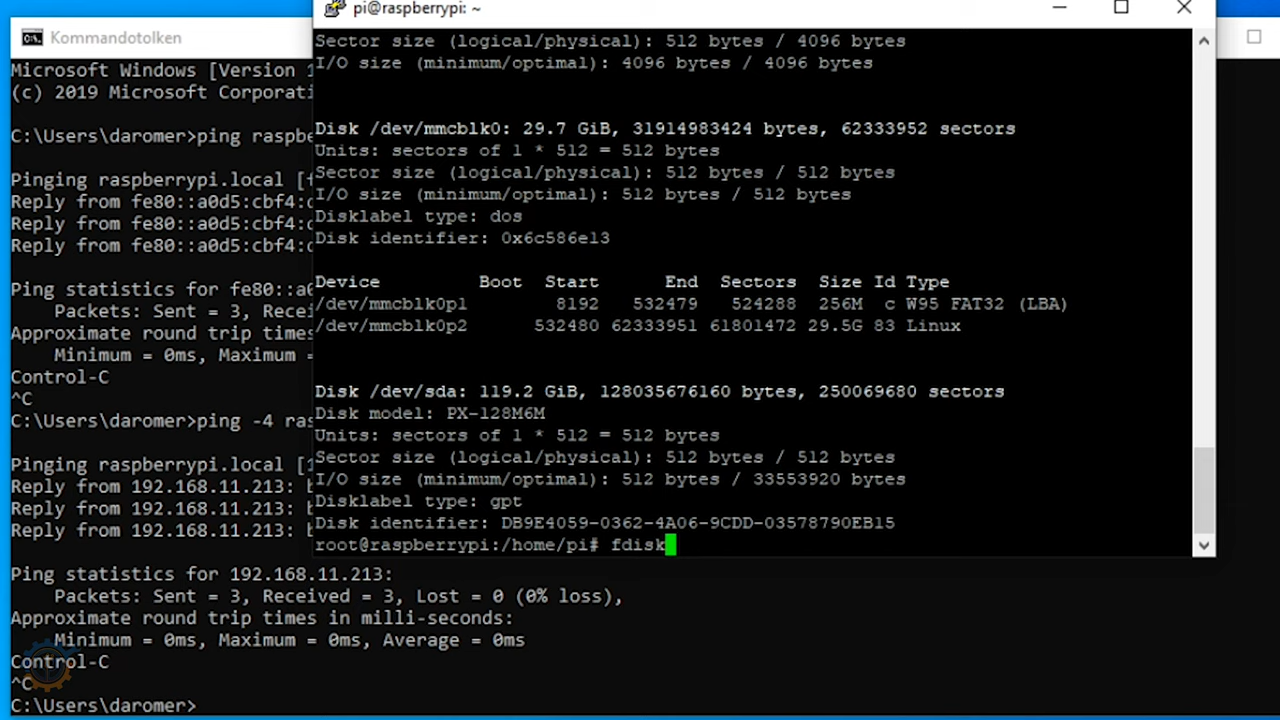 pi@raspberrypi: ~
Sector size (logical/physical): 512 bytes / 4096 bytes
I/O size (minimum/optimal): 4096 bytes / 4096 bytes
Disk /dev/mmcblk0: 29.7 GiB, 31914983424 bytes, 62333952 sectors
Units: sectors of 1 * 512 = 512 bytes
Sector size (logical/physical): 512 bytes / 512 bytes
I/O size (minimum/optimal): 512 bytes / 512 bytes
Disklabel type: dos
Disk identifier: 0x6c586e13
Device Boot Start End Sectors Size Id Type
/dev/mmcblk0p1 8192 532479 524288 256M c W95 FAT32 (LBA)
/dev/mmcblk0p2 532480 62333951 61801472 29.5G 83 Linux
Disk /dev/sda: 119.2 GiB, 128035676160 bytes, 250069680 sectors
Disk model: PX-128M6M
Units: sectors of 1 * 512 = 512 bytes
Sector size (logical/physical): 512 bytes / 512 bytes
I/O size (minimum/optimal): 512 bytes / 33553920 bytes
Disklabel type: gpt
Disk identifier: DB9E4059-0362-4A06-9CDD-03578790EB15
root@raspberrypi:/home/pi# fdisk
Kommandotolken
Microsoft Windows [Version
(c) 2019 Microsoft Corporati
C:\Users\daromer>ping raspbe
Pinging raspberrypi.local [
Reply from fe80::a0d5:cbf4:
Reply from fe80::a0d5:cbf4:
Reply from fe80::a0d5:cbf4:
Ping statistics for fe80::a0
Packets: Sent = 3, Recei
Approximate round trip times
Minimum = 0ms, Maximum =
Control-C
^C
C:\Users\daromer>ping -4 ras
Pinging raspberrypi.local [
Reply from 192.168.11.213:
Reply from 192.168.11.213:
Reply from 192.168.11.213:
Ping statistics for 192.168.11.213:
Packets: Sent = 3, Received = 3, Lost = 0 (0% loss),
Approximate round trip times in milli-seconds:
Minimum = 0ms, Maximum = 0ms, Average = 0ms
Control-C
^C
C:\Users\daromer>